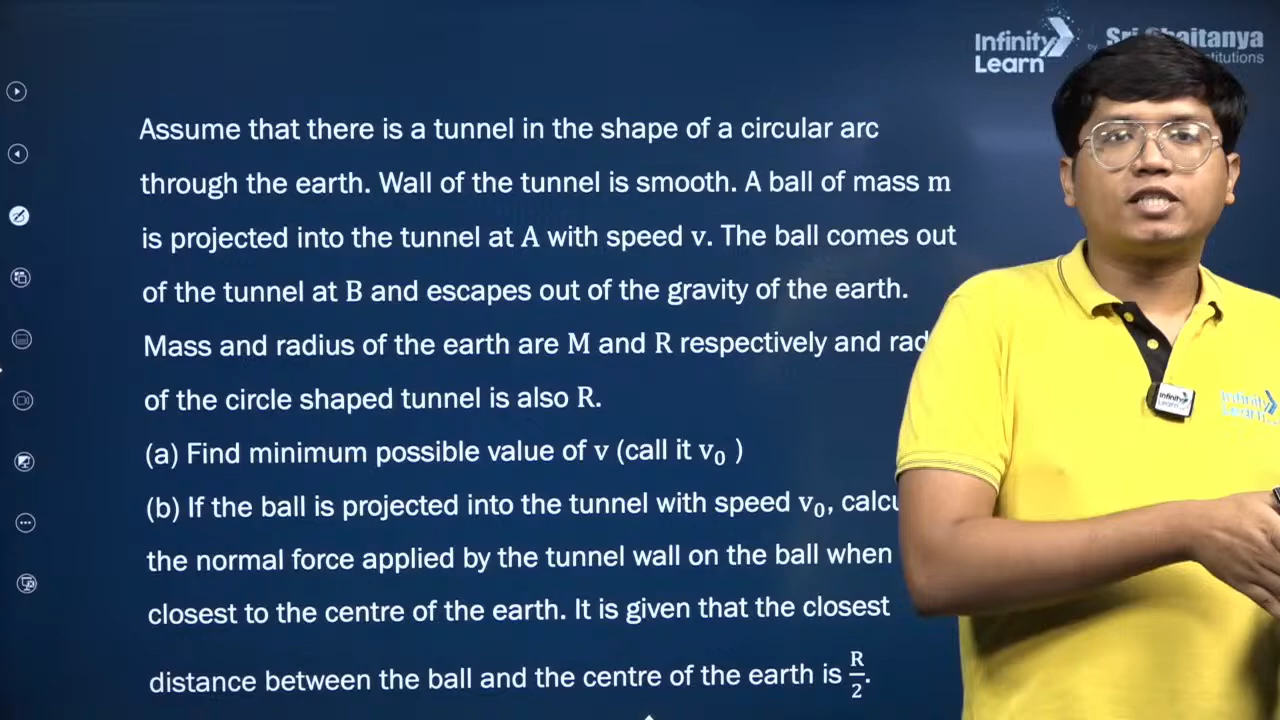 Infinity Learn
by
Sri Chaitanya
Assume that there is a tunnel in the shape of a circular arc
through the earth. Wall of the tunnel is smooth. A ball of mass m
is projected into the tunnel at A with speed v. The ball comes out
of the tunnel at B and escapes out of the gravity of the earth.
Mass and radius of the earth are M and R respectively and
of the circle shaped tunnel is also R.
(a) Find minimum possible value of v (call it v₀ )
(b) If the ball is projected into the tunnel with speed v₀,
the normal force applied by the tunnel wall on the ball when
closest to the centre of the earth. It is given that the closest
distance between the ball and the centre of the earth is R/2.
Infinity Learn